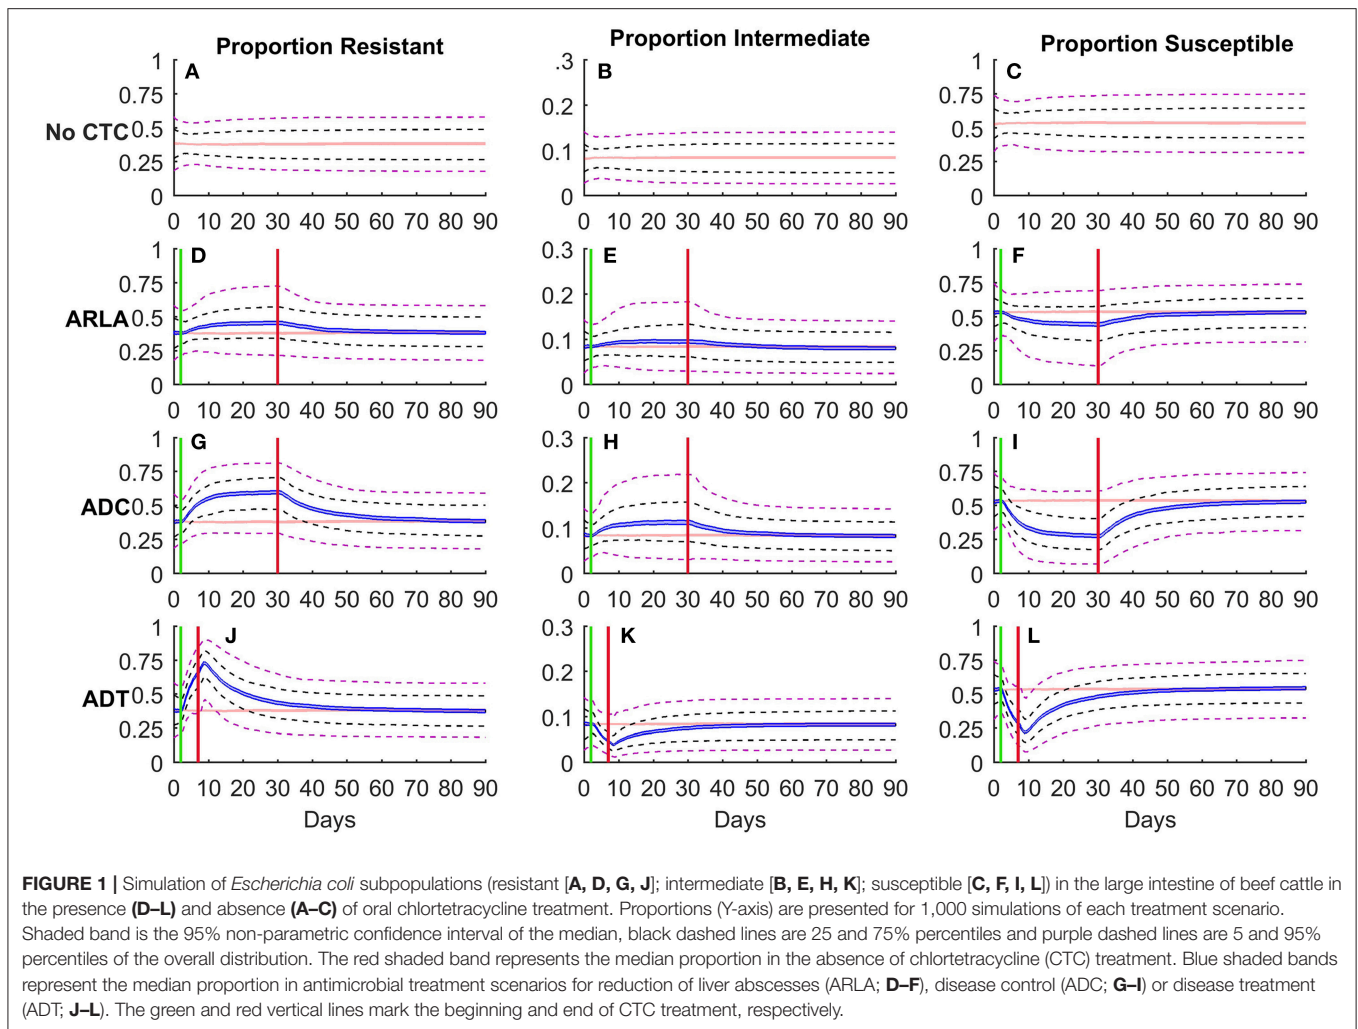 Proportion Resistant
Proportion Intermediate
Proportion Susceptible
No CTC
A
1
0.75
0.5
0.25
0
0 10 20 30 40 50 60 70 80 90
B
.3
0.2
0.1
0
0 10 20 30 40 50 60 70 80 90
C
1
0.75
0.5
0.25
0
0 10 20 30 40 50 60 70 80 90
ARLA
D
1
0.75
0.5
0.25
0
0 10 20 30 40 50 60 70 80 90
E
0.3
0.2
0.1
0
0 10 20 30 40 50 60 70 80 90
F
1
0.75
0.5
0.25
0
0 10 20 30 40 50 60 70 80 90
ADC
G
1
0.75
0.5
0.25
0
0 10 20 30 40 50 60 70 80 90
H
0.3
0.2
0.1
0
0 10 20 30 40 50 60 70 80 90
I
1
0.75
0.5
0.25
0
0 10 20 30 40 50 60 70 80 90
ADT
J
1
0.75
0.5
0.25
0
0 10 20 30 40 50 60 70 80 90
Days
K
0.3
0.2
0.1
0
0 10 20 30 40 50 60 70 80 90
Days
L
1
0.75
0.5
0.25
0
0 10 20 30 40 50 60 70 80 90
Days
FIGURE 1 | Simulation of Escherichia coli subpopulations (resistant [A, D, G, J]; intermediate [B, E, H, K]; susceptible [C, F, I, L]) in the large intestine of beef cattle in
the presence (D–L) and absence (A–C) of oral chlortetracycline treatment. Proportions (Y-axis) are presented for 1,000 simulations of each treatment scenario.
Shaded band is the 95% non-parametric confidence interval of the median, black dashed lines are 25 and 75% percentiles and purple dashed lines are 5 and 95%
percentiles of the overall distribution. The red shaded band represents the median proportion in the absence of chlortetracycline (CTC) treatment. Blue shaded bands
represent the median proportion in antimicrobial treatment scenarios for reduction of liver abscesses (ARLA; D–F), disease control (ADC; G–I) or disease treatment
(ADT; J–L). The green and red vertical lines mark the beginning and end of CTC treatment, respectively.